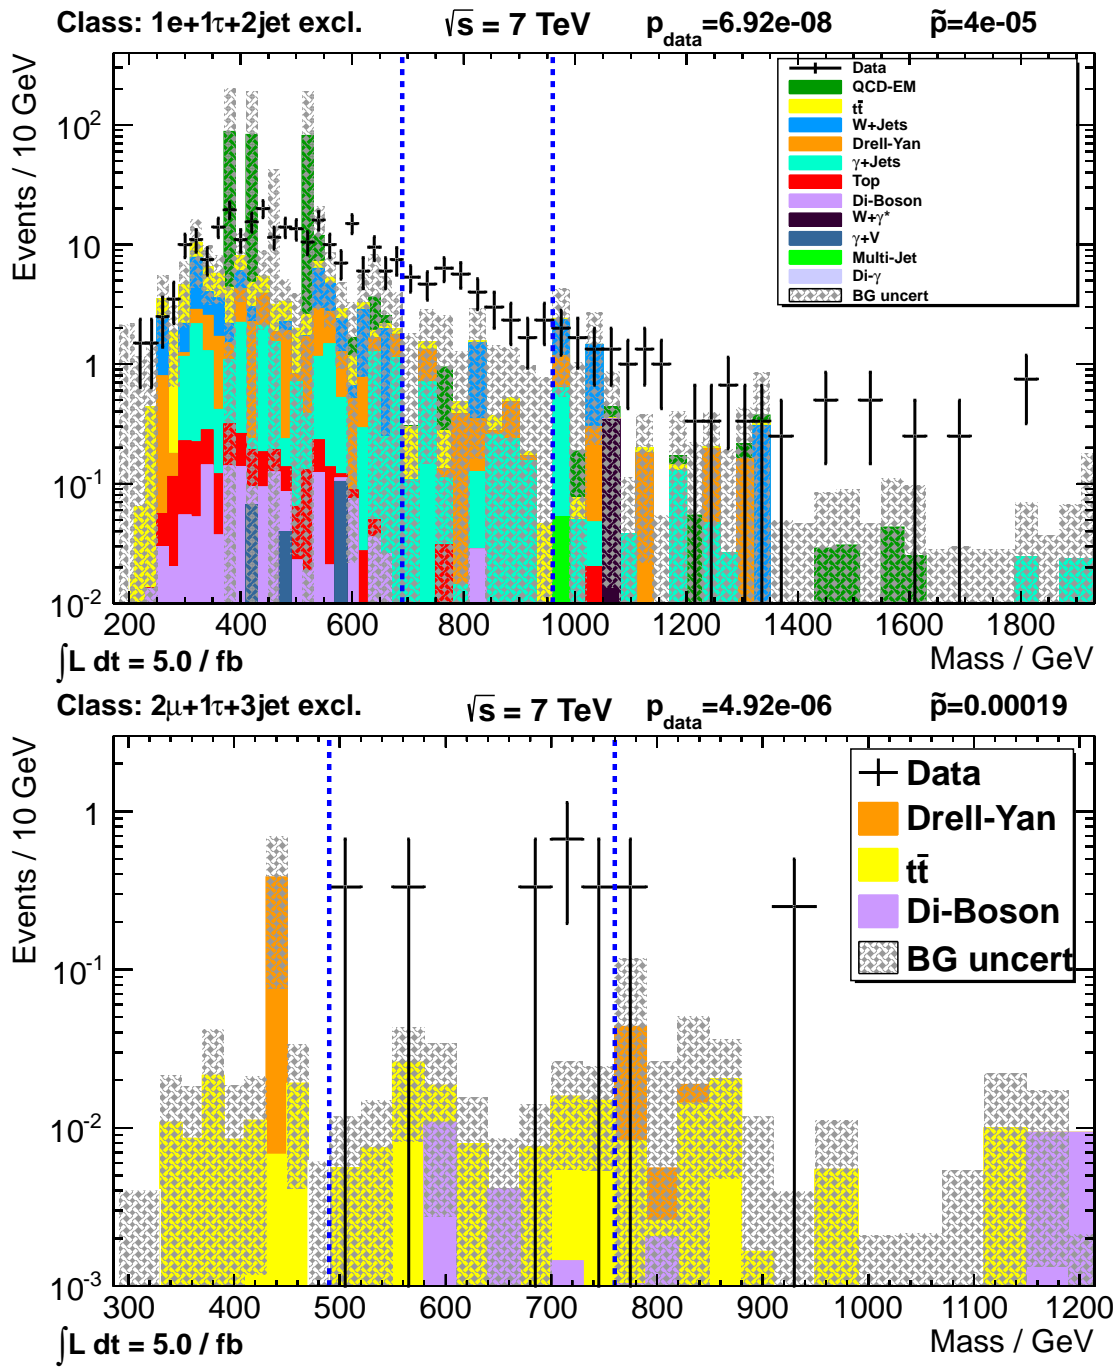 Class: 1e+1τ+2jet excl. √s = 7 TeV p_data=6.92e-08 p̃=4e-05
Events / 10 GeV
10²
10
1
10⁻¹
10⁻²
Data
QCD-EM
tt̄
W+Jets
Drell-Yan
γ+Jets
Top
Di-Boson
W+γ*
γ+V
Multi-Jet
Di-γ
BG uncert
200 400 600 800 1000 1200 1400 1600 1800
Mass / GeV
∫L dt = 5.0 / fb
Class: 2μ+1τ+3jet excl. √s = 7 TeV p_data=4.92e-06 p̃=0.00019
Events / 10 GeV
1
10⁻¹
10⁻²
10⁻³
Data
Drell-Yan
tt̄
Di-Boson
BG uncert
300 400 500 600 700 800 900 1000 1100 1200
Mass / GeV
∫L dt = 5.0 / fb